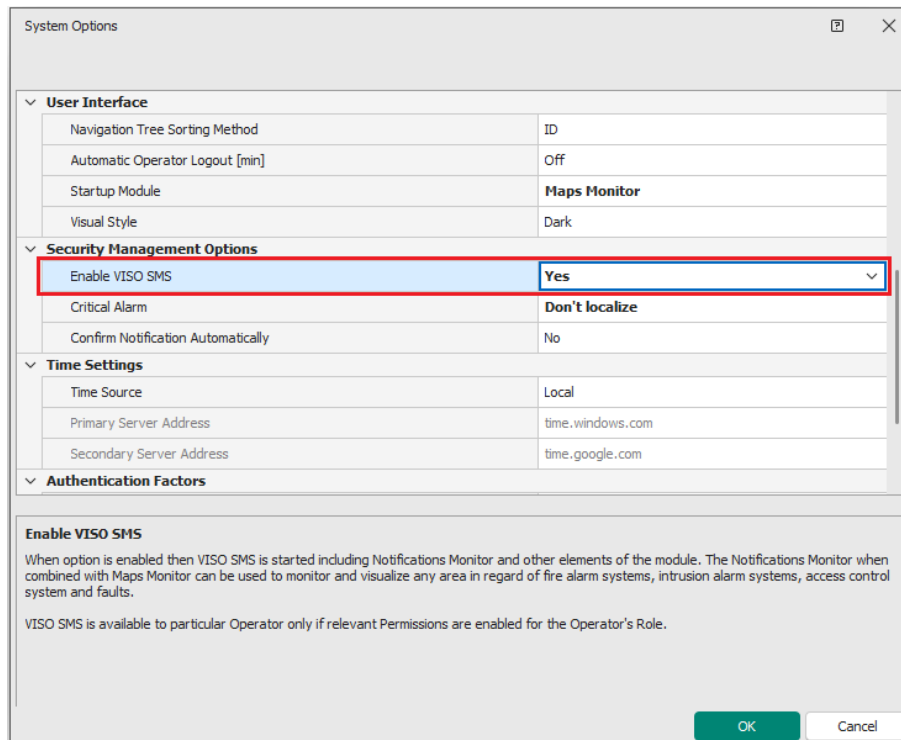 System Options
User Interface
Navigation Tree Sorting Method ID
Automatic Operator Logout [min] Off
Startup Module Maps Monitor
Visual Style Dark
Security Management Options
Enable VISO SMS Yes
Critical Alarm Don't localize
Confirm Notification Automatically No
Time Settings
Time Source Local
Primary Server Address time.windows.com
Secondary Server Address time.google.com
Authentication Factors
Enable VISO SMS
When option is enabled then VISO SMS is started including Notifications Monitor and other elements of the module. The Notifications Monitor when
combined with Maps Monitor can be used to monitor and visualize any area in regard of fire alarm systems, intrusion alarm systems, access control
system and faults.
VISO SMS is available to particular Operator only if relevant Permissions are enabled for the Operator's Role.
OK Cancel